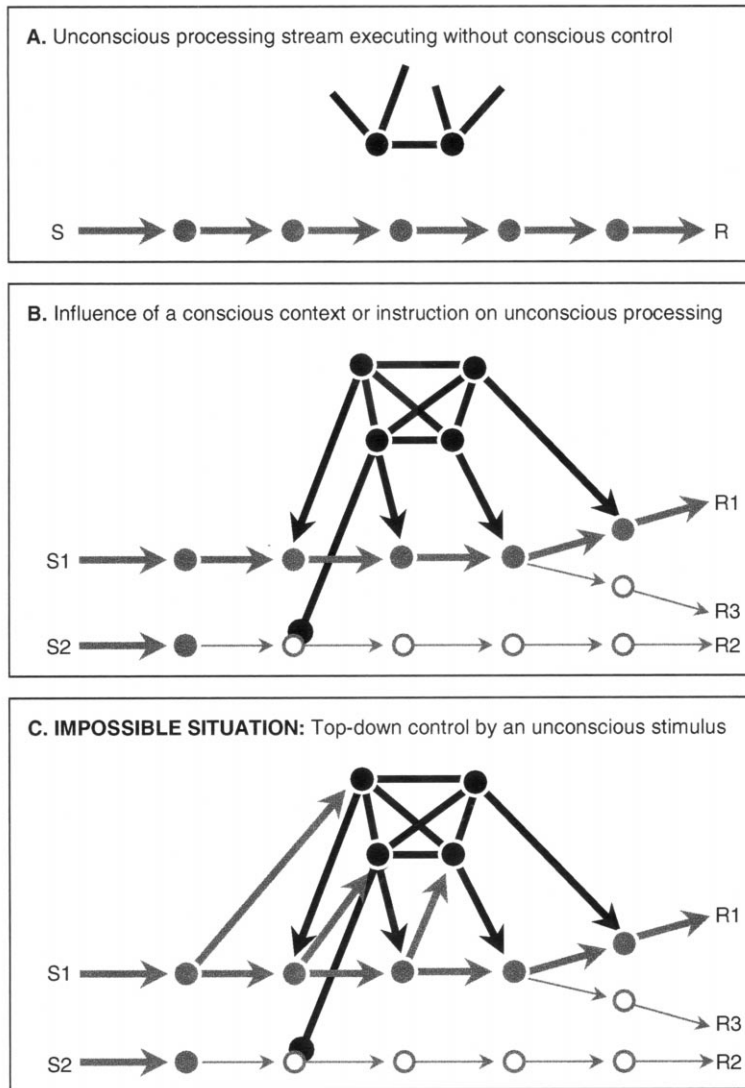 A. Unconscious processing stream executing without conscious control
S
R
B. Influence of a conscious context or instruction on unconscious processing
R1
S1
R3
S2
R2
C. IMPOSSIBLE SITUATION: Top-down control by an unconscious stimulus
R1
S1
R3
S2
R2